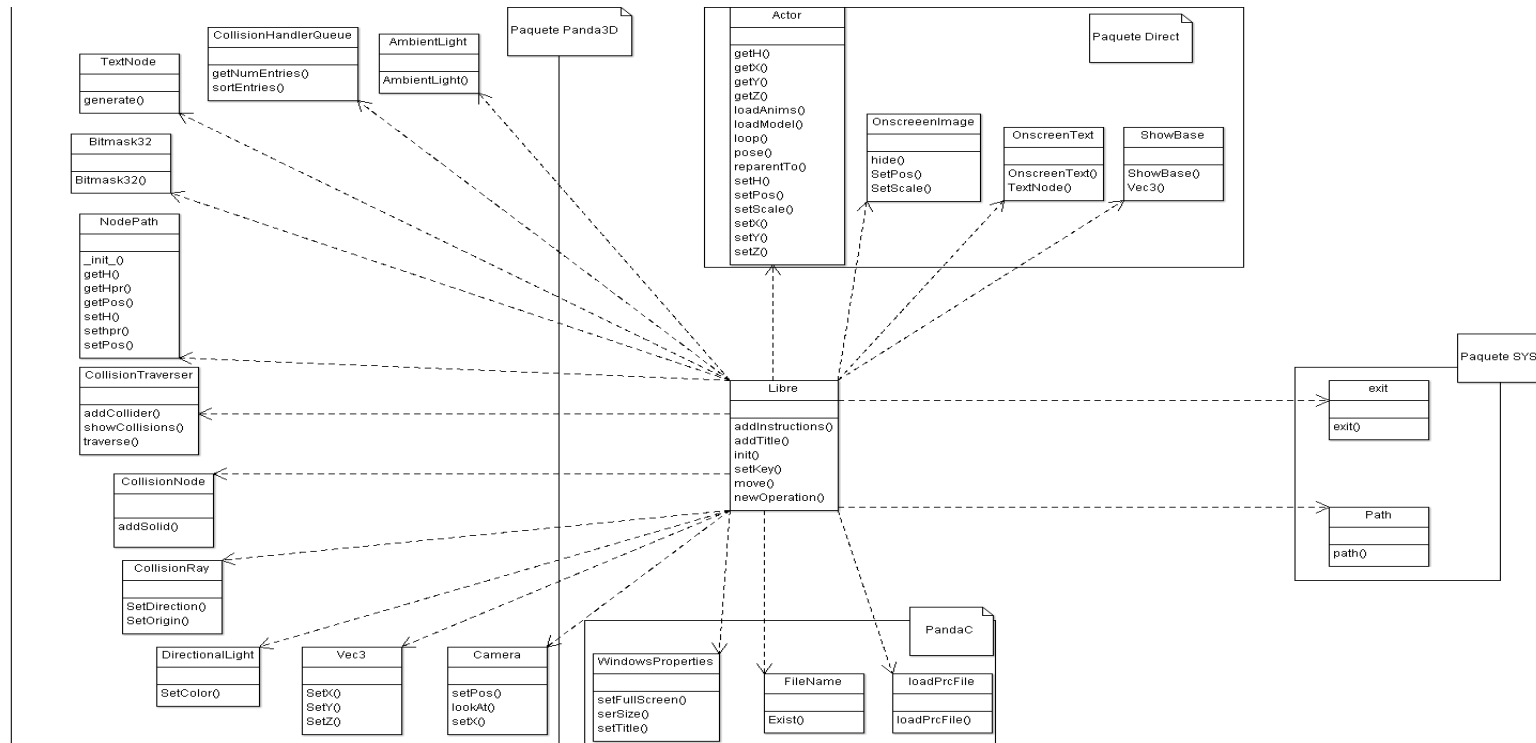 Paquete Panda3D
TextNode
generate()
CollisionHandlerQueue
getNumEntries()
sortEntries()
AmbientLight
AmbientLight()
Bitmask32
Bitmask32()
NodePath
_init_()
getH()
getHpr()
getPos()
setH()
sethpr()
setPos()
CollisionTraverser
addCollider()
showCollisions()
traverse()
CollisionNode
addSolid()
CollisionRay
SetDirection()
SetOrigin()
DirectionalLight
SetColor()
Vec3
SetX()
SetY()
SetZ()
Camera
setPos()
lookAt()
setX()
Paquete Direct
Actor
getH()
getX()
getY()
getZ()
loadAnims()
loadModel()
loop()
pose()
reparentTo()
setH()
setPos()
setScale()
setX()
setY()
setZ()
OnscreeenImage
hide()
SetPos()
SetScale()
OnscreenText
OnscreenText()
TextNode()
ShowBase
ShowBase()
Vec3()
Libre
addInstructions()
addTitle()
init()
setKey()
move()
newOperation()
Paquete SYS
exit
exit()
Path
path()
PandaC
WindowsProperties
setFullScreen()
serSize()
setTitle()
FileName
Exist()
loadPrcFile
loadPrcFile()